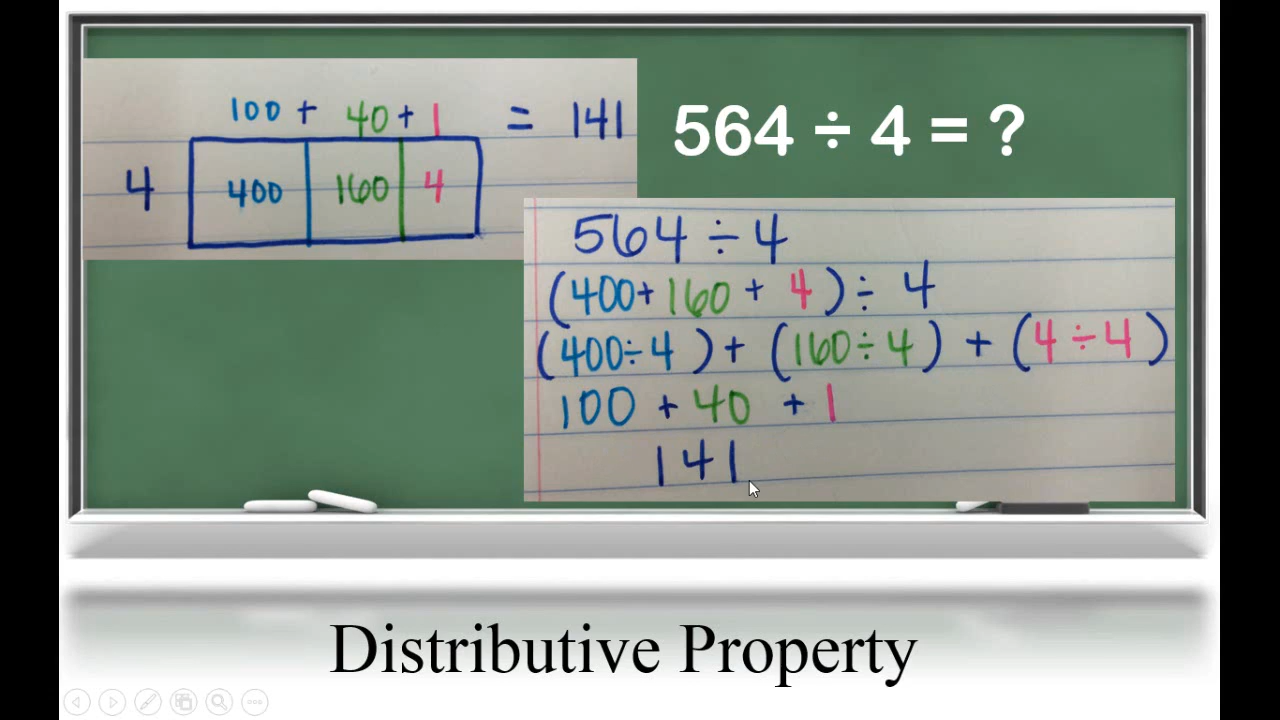 100 + 40 + 1 = 141
4 400 160 4
564 ÷ 4 = ?
564 ÷ 4
(400 + 160 + 4) ÷ 4
(400 ÷ 4) + (160 ÷ 4) + (4 ÷ 4)
100 + 40 + 1
141
Distributive Property